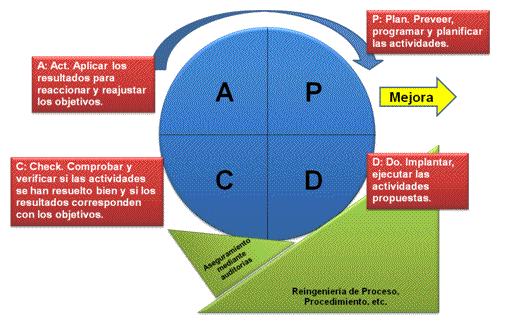 P: Plan. Preveer,
programar y planificar
las actividades.
A: Act. Aplicar los
resultados para
reaccionar y reajustar
los objetivos.
A
P
Mejora
C: Check. Comprobar y
verificar si las actividades
se han resuelto bien y si los
resultados corresponden
con los objetivos.
C
D
D: Do. Implantar,
ejecutar las
actividades
propuestas.
Aseguramiento
mediante
auditorias
Reingeniería de Proceso,
Procedimiento, etc.